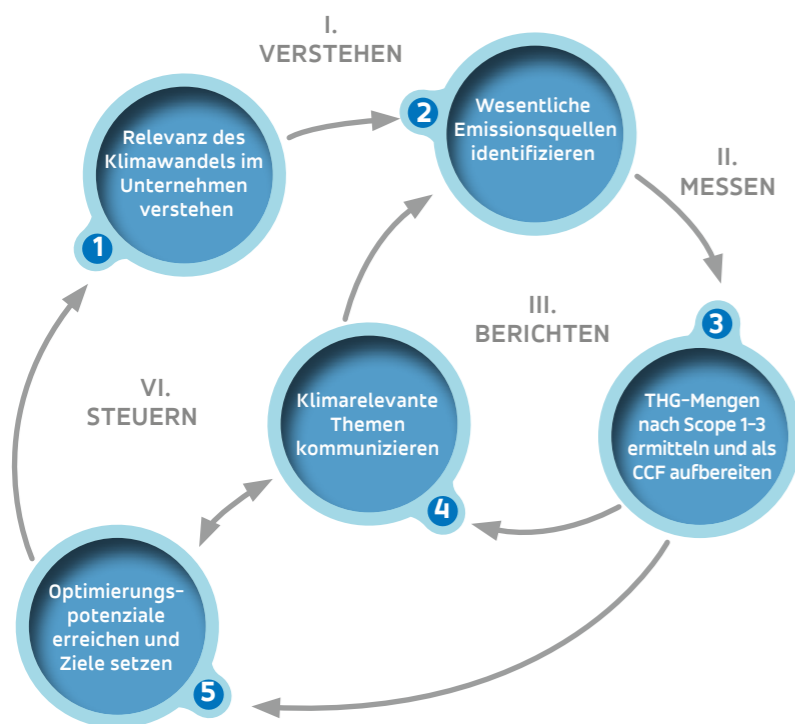 I.
VERSTEHEN
2
Wesentliche
Emissionsquellen
identifizieren
Relevanz des
Klimawandels im
Unternehmen
verstehen
1
II.
MESSEN
III.
BERICHTEN
3
THG-Mengen
nach Scope 1-3
ermitteln und als
CCF aufbereiten
VI.
STEUERN
Klimarelevante
Themen
kommunizieren
4
Optimierungs-
potenziale
erreichen und
Ziele setzen
5